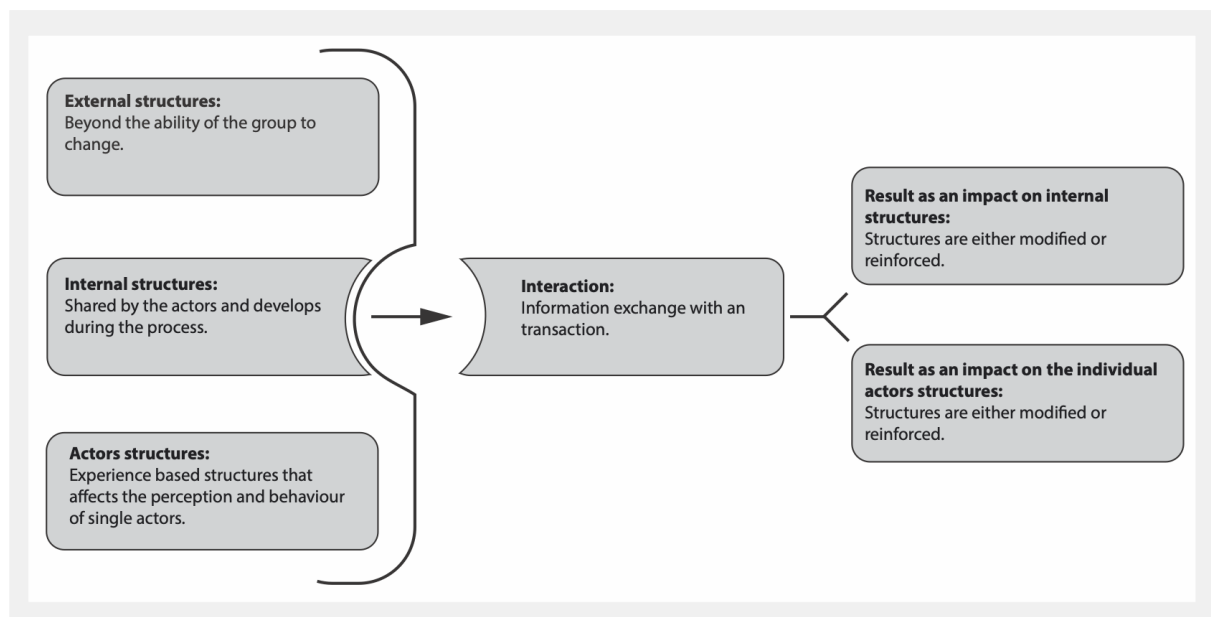 External structures:
Beyond the ability of the group to
change.
Internal structures:
Shared by the actors and develops
during the process.
Actors structures:
Experience based structures that
affects the perception and behaviour
of single actors.
Interaction:
Information exchange with an
transaction.
Result as an impact on internal
structures:
Structures are either modified or
reinforced.
Result as an impact on the individual
actors structures:
Structures are either modified or
reinforced.